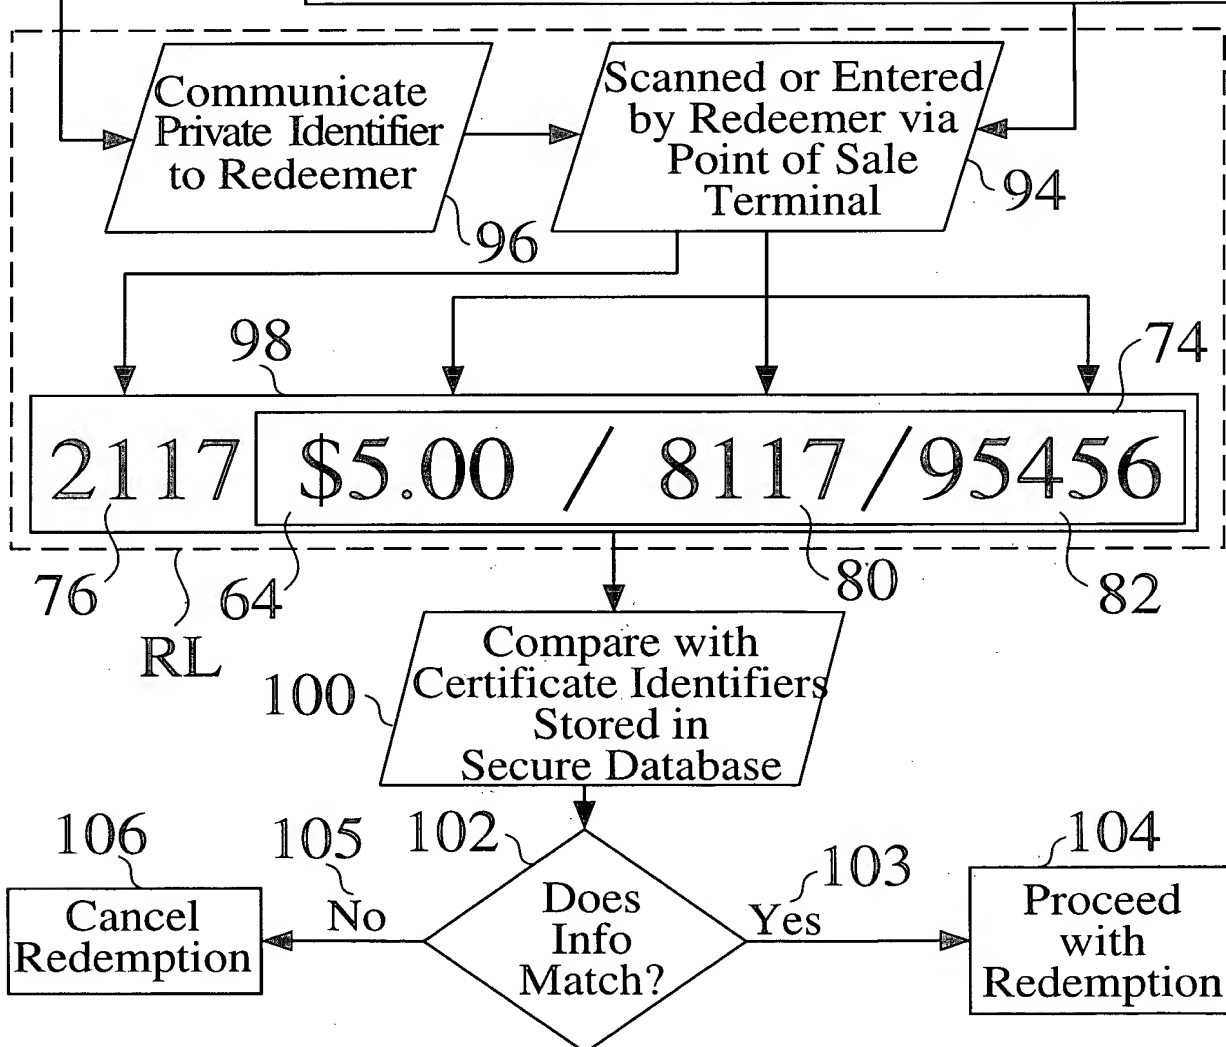 Communicate
Private Identifier
to Redeemer
96
Scanned or Entered
by Redeemer via
Point of Sale
Terminal
94
98
74
2117 $5.00 / 8117 / 95456
76
RL
64
80
82
Compare with
Certificate Identifiers
Stored in
Secure Database
100
102
Does
Info
Match?
105
No
103
Yes
106
Cancel
Redemption
104
Proceed
with
Redemption